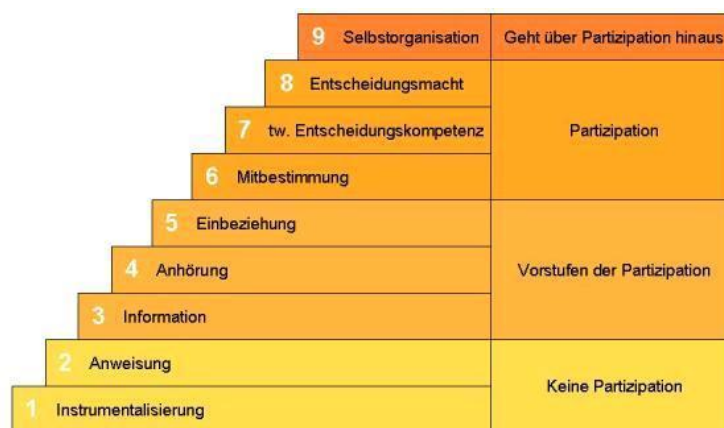 9 Selbstorganisation Geht über Partizipation hinaus
8 Entscheidungsmacht
7 tw. Entscheidungskompetenz Partizipation
6 Mitbestimmung
5 Einbeziehung
4 Anhörung Vorstufen der Partizipation
3 Information
2 Anweisung
Keine Partizipation
1 Instrumentalisierung